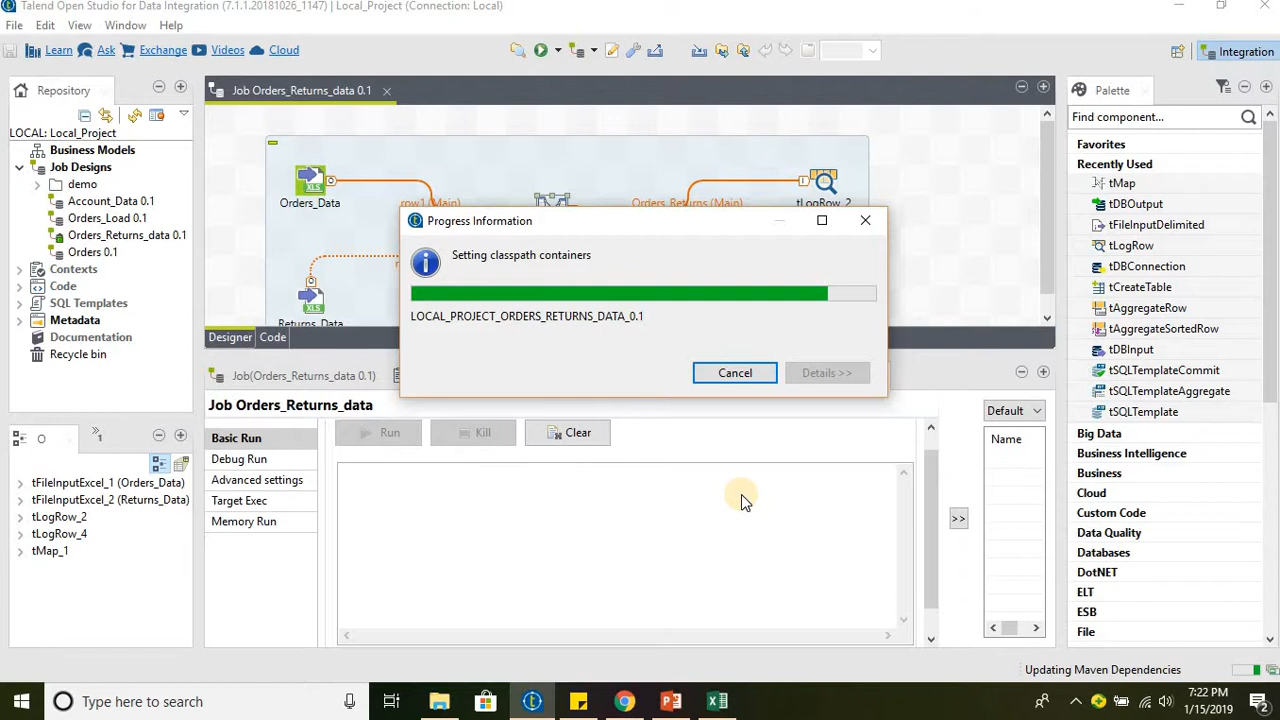 Talend Open Studio for Data Integration (7.1.1.20181026_1147) | Local_Project (Connection: Local)
File Edit View Window Help
Learn Ask Exchange Videos Cloud
Integration
Repository
LOCAL: Local_Project
Business Models
Job Designs
demo
Account_Data 0.1
Orders_Load 0.1
Orders_Returns_data 0.1
Orders 0.1
Contexts
Code
SQL Templates
Metadata
Documentation
Recycle bin
Job Orders_Returns_data 0.1
Orders_Data
row1 (Main)
Orders_Returns (Main)
tLogRow_2
Returns_Data
Designer Code
Progress Information
Setting classpath containers
LOCAL_PROJECT_ORDERS_RETURNS_DATA_0.1
Cancel Details >>
Job(Orders_Returns_data 0.1)
Job Orders_Returns_data
Basic Run
Debug Run
Advanced settings
Target Exec
Memory Run
Run Kill Clear
Default
Name
>>
O
1
tFileInputExcel_1 (Orders_Data)
tFileInputExcel_2 (Returns_Data)
tLogRow_2
tLogRow_4
tMap_1
Palette
Find component...
Favorites
Recently Used
tMap
tDBOutput
tFileInputDelimited
tLogRow
tDBConnection
tCreateTable
tAggregateRow
tAggregateSortedRow
tDBInput
tSQLTemplateCommit
tSQLTemplateAggregate
tSQLTemplate
Big Data
Business Intelligence
Business
Cloud
Custom Code
Data Quality
Databases
DotNET
ELT
ESB
File
Updating Maven Dependencies
Type here to search
7:22 PM
1/15/2019
2